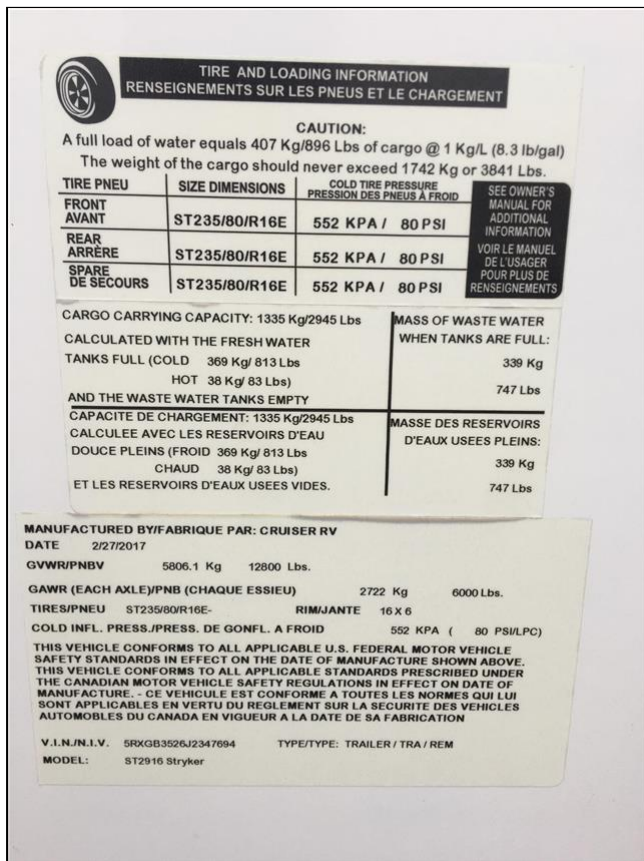 TIRE AND LOADING INFORMATION
RENSEIGNEMENTS SUR LES PNEUS ET LE CHARGEMENT
CAUTION:
A full load of water equals 407 Kg/896 Lbs of cargo @ 1 Kg/L (8.3 lb/gal)
The weight of the cargo should never exceed 1742 Kg or 3841 Lbs.
TIRE PNEU SIZE DIMENSIONS COLD TIRE PRESSURE
PRESSION DES PNEUS À FROID
FRONT
AVANT ST235/80/R16E 552 KPA / 80 PSI
REAR
ARRÈRE ST235/80/R16E 552 KPA / 80 PSI
SPARE
DE SECOURS ST235/80/R16E 552 KPA / 80 PSI
SEE OWNER'S
MANUAL FOR
ADDITIONAL
INFORMATION
VOIR LE MANUEL
DE L'USAGER
POUR PLUS DE
RENSEIGNEMENTS
CARGO CARRYING CAPACITY: 1335 Kg/2945 Lbs
CALCULATED WITH THE FRESH WATER
TANKS FULL (COLD 369 Kg/ 813 Lbs
HOT 38 Kg/ 83 Lbs)
AND THE WASTE WATER TANKS EMPTY
MASS OF WASTE WATER
WHEN TANKS ARE FULL:
339 Kg
747 Lbs
CAPACITE DE CHARGEMENT: 1335 Kg/2945 Lbs
CALCULEE AVEC LES RESERVOIRS D'EAU
DOUCE PLEINS (FROID 369 Kg/ 813 Lbs
CHAUD 38 Kg/ 83 Lbs)
ET LES RESERVOIRS D'EAUX USEES VIDES.
MASSE DES RESERVOIRS
D'EAUX USEES PLEINS:
339 Kg
747 Lbs
MANUFACTURED BY/FABRIQUE PAR: CRUISER RV
DATE 2/27/2017
GVWR/PNBV 5806.1 Kg 12800 Lbs.
GAWR (EACH AXLE)/PNB (CHAQUE ESSIEU) 2722 Kg 6000 Lbs.
TIRES/PNEU ST235/80/R16E- RIM/JANTE 16 X 6
COLD INFL. PRESS./PRESS. DE GONFL. A FROID 552 KPA ( 80 PSI/LPC)
THIS VEHICLE CONFORMS TO ALL APPLICABLE U.S. FEDERAL MOTOR VEHICLE
SAFETY STANDARDS IN EFFECT ON THE DATE OF MANUFACTURE SHOWN ABOVE.
THIS VEHICLE CONFORMS TO ALL APPLICABLE STANDARDS PRESCRIBED UNDER
THE CANADIAN MOTOR VEHICLE SAFETY REGULATIONS IN EFFECT ON DATE OF
MANUFACTURE. - CE VEHICULE EST CONFORME A TOUTES LES NORMES QUI LUI
SONT APPLICABLES EN VERTU DU REGLEMENT SUR LA SECURITE DES VEHICLES
AUTOMOBILES DU CANADA EN VIGUEUR A LA DATE DE SA FABRICATION
V.I.N./N.I.V. 5RXGB3526J2347694 TYPE/TYPE: TRAILER / TRA / REM
MODEL: ST2916 Stryker